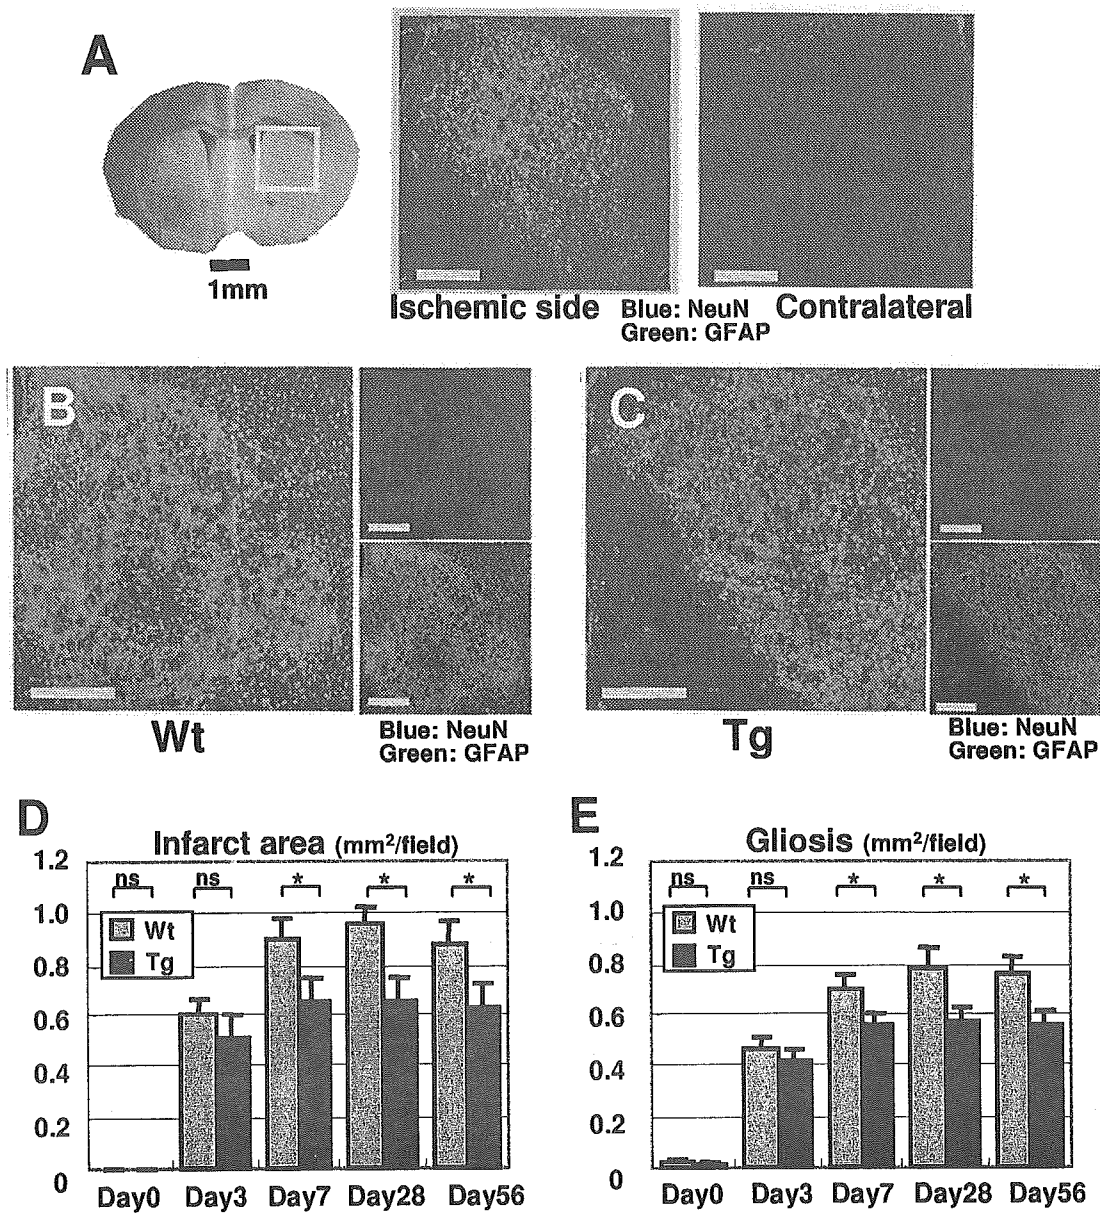 A
1mm
Ischemic side
Blue: NeuN
Green: GFAP
Contralateral
B
Wt
Blue: NeuN
Green: GFAP
C
Tg
Blue: NeuN
Green: GFAP
D
Infarct area (mm²/field)
1.2
1.0
0.8
0.6
0.4
0.2
0
ns
ns
*
*
*
Wt
Tg
Day0
Day3
Day7
Day28
Day56
E
Gliosis (mm²/field)
1.2
1.0
0.8
0.6
0.4
0.2
0
ns
ns
*
*
*
Wt
Tg
Day0
Day3
Day7
Day28
Day56